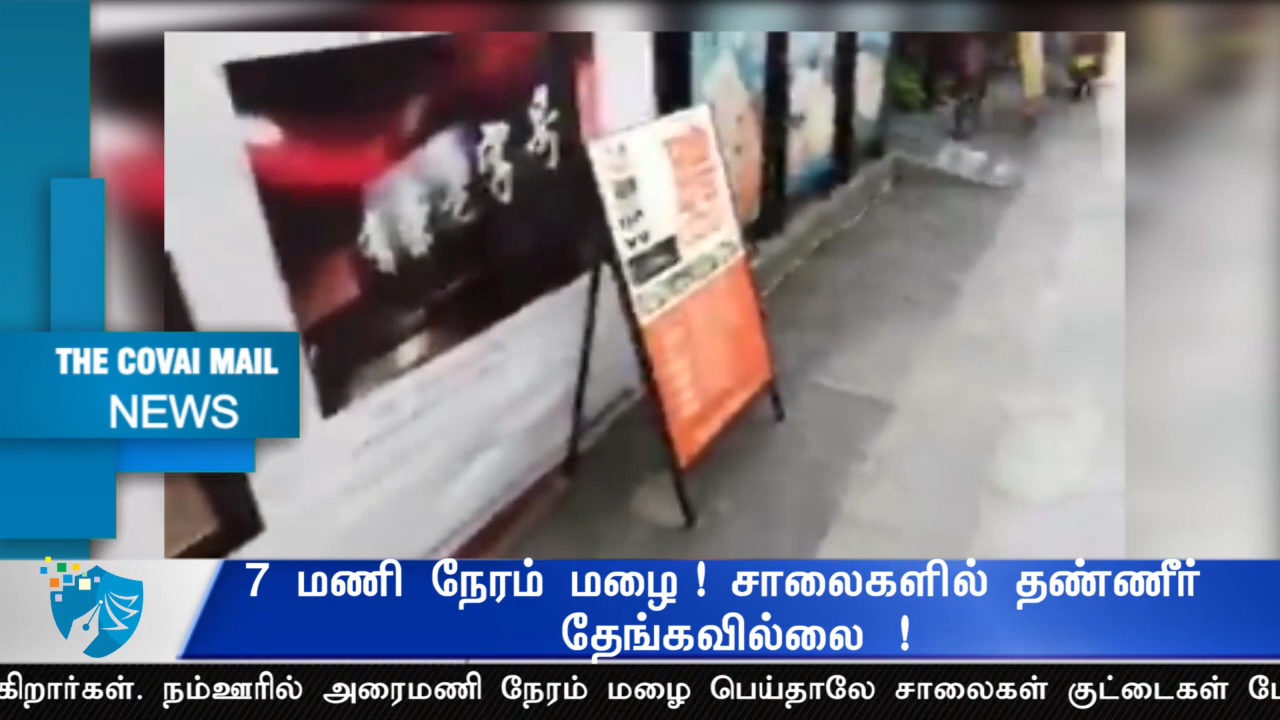 THE COVAI MAIL
NEWS
7 மணி நேரம் மழை ! சாலைகளில் தண்ணீர்
தேங்கவில்லை !
கிறார்கள். நம்ஊரில் அரைமணி நேரம் மழை பெய்தாலே சாலைகள் குட்டைகள்